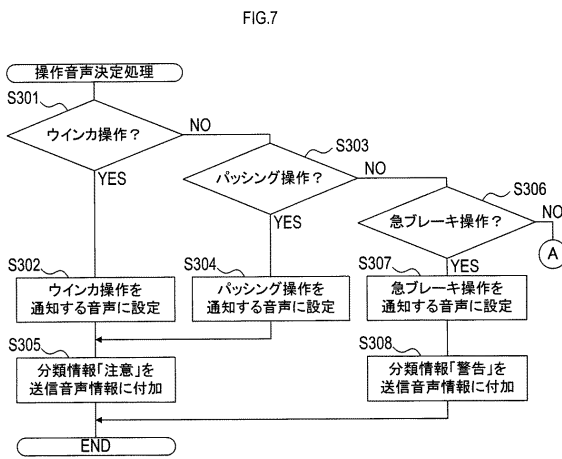 FIG.7
操作音声決定処理
S301
ウインカ操作？
NO
YES
S303
パッシング操作？
NO
YES
S306
急ブレーキ操作？
NO
YES
A
S302
ウインカ操作を
通知する音声に設定
S304
パッシング操作を
通知する音声に設定
S307
急ブレーキ操作を
通知する音声に設定
S305
分類情報「注意」を
送信音声情報に付加
S308
分類情報「警告」を
送信音声情報に付加
END